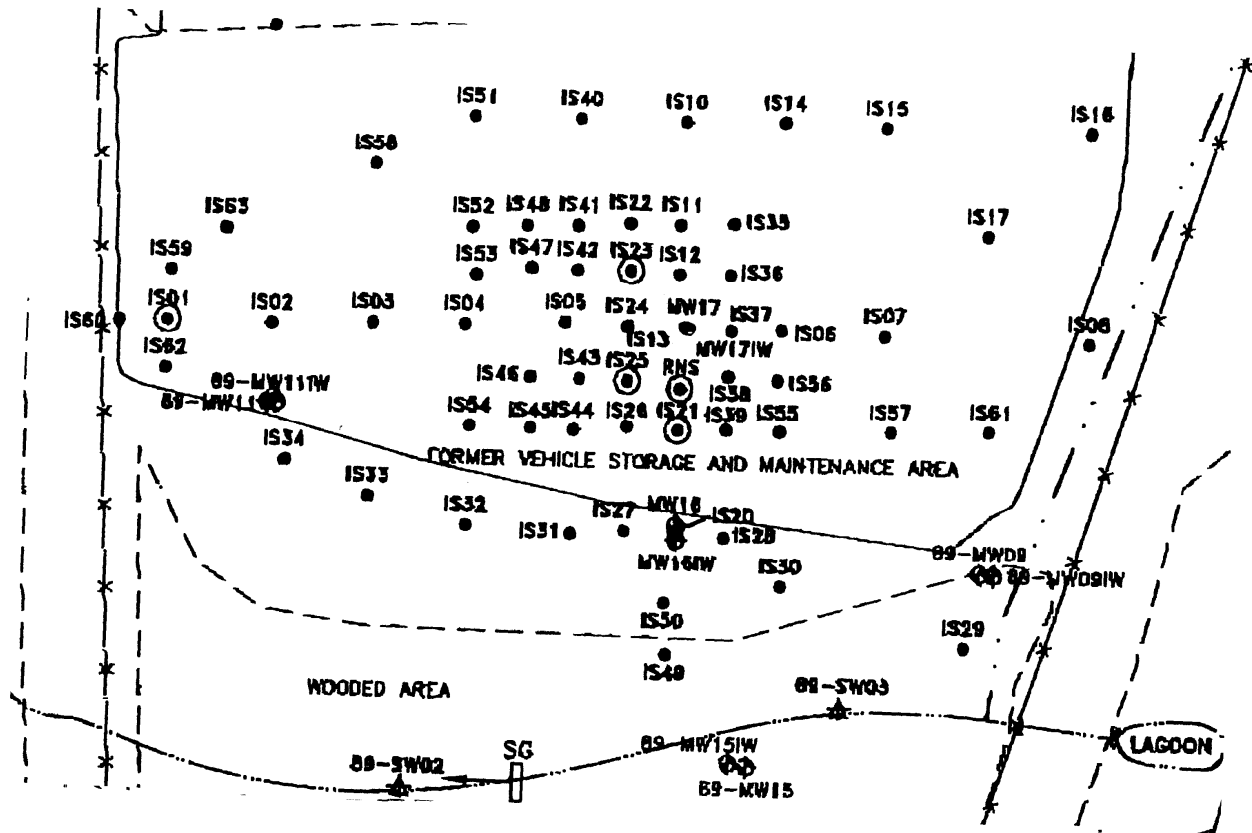 IS51 IS40 IS10 IS14 IS15 IS16
IS58
IS63 IS52 IS48 IS41 IS22 IS11 IS35 IS17
IS59 IS53 IS47 IS42 IS23 IS12 IS36
IS60 IS01 IS02 IS03 IS04 IS05 IS24 MW17 IS37 IS06 IS07 IS08
IS13 MW17IW
IS62 IS46 IS43 IS25 RNS IS38 IS56
89-MW11IW
89-MW11
IS54 IS45 IS44 IS26 IS21 IS39 IS55 IS57 IS61
IS34
FORMER VEHICLE STORAGE AND MAINTENANCE AREA
IS33
IS32 IS31 IS27 MW16 IS20 IS28
MW16IW
89-MW09
89-MW09IW
IS30
IS50
IS29
IS49
WOODED AREA
89-SW03
89-MW15IW
SG
LAGOON
89-SW02
89-MW15